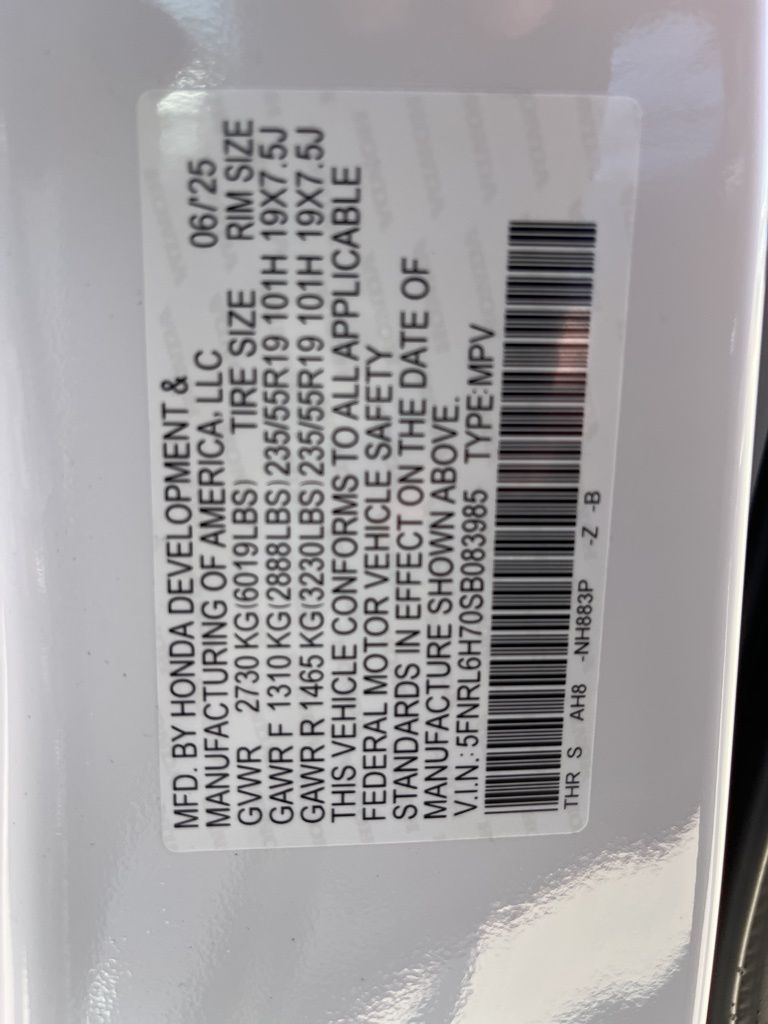 MFD. BY HONDA DEVELOPMENT &
MANUFACTURING OF AMERICA, LLC 06/'25
GVWR 2730 KG(6019LBS) TIRE SIZE RIM SIZE
GAWR F 1310 KG(2888LBS) 235/55R19 101H 19X7.5J
GAWR R 1465 KG(3230LBS) 235/55R19 101H 19X7.5J
THIS VEHICLE CONFORMS TO ALL APPLICABLE
FEDERAL MOTOR VEHICLE SAFETY
STANDARDS IN EFFECT ON THE DATE OF
MANUFACTURE SHOWN ABOVE.
V.I.N.: 5FNRL6H70SB083985 TYPE:MPV
THR S AH8 -NH883P -Z -B